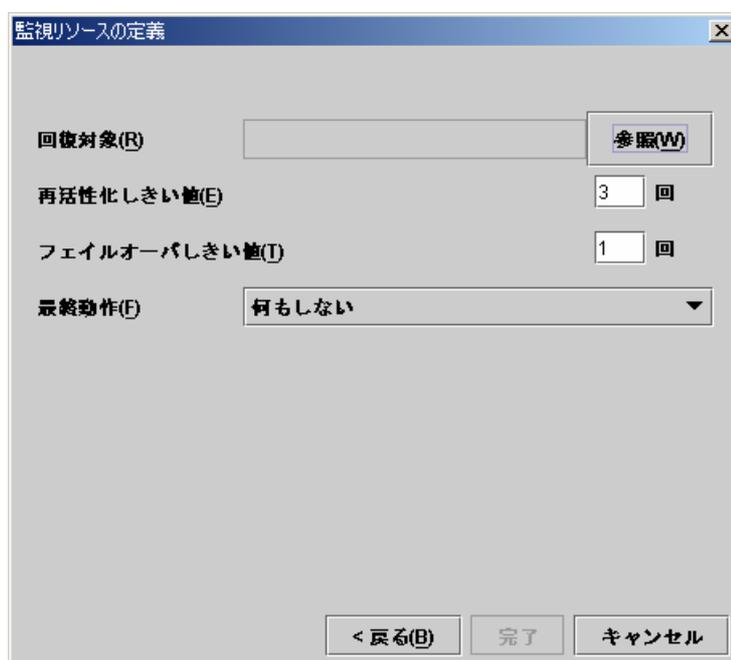 監視リソースの定義
回復対象(R) 参照(W)
再活性化しきい値(E) 3 回
フェイルオーバしきい値(T) 1 回
最終動作(F) 何もしない
< 戻る(B) 完了 キャンセル